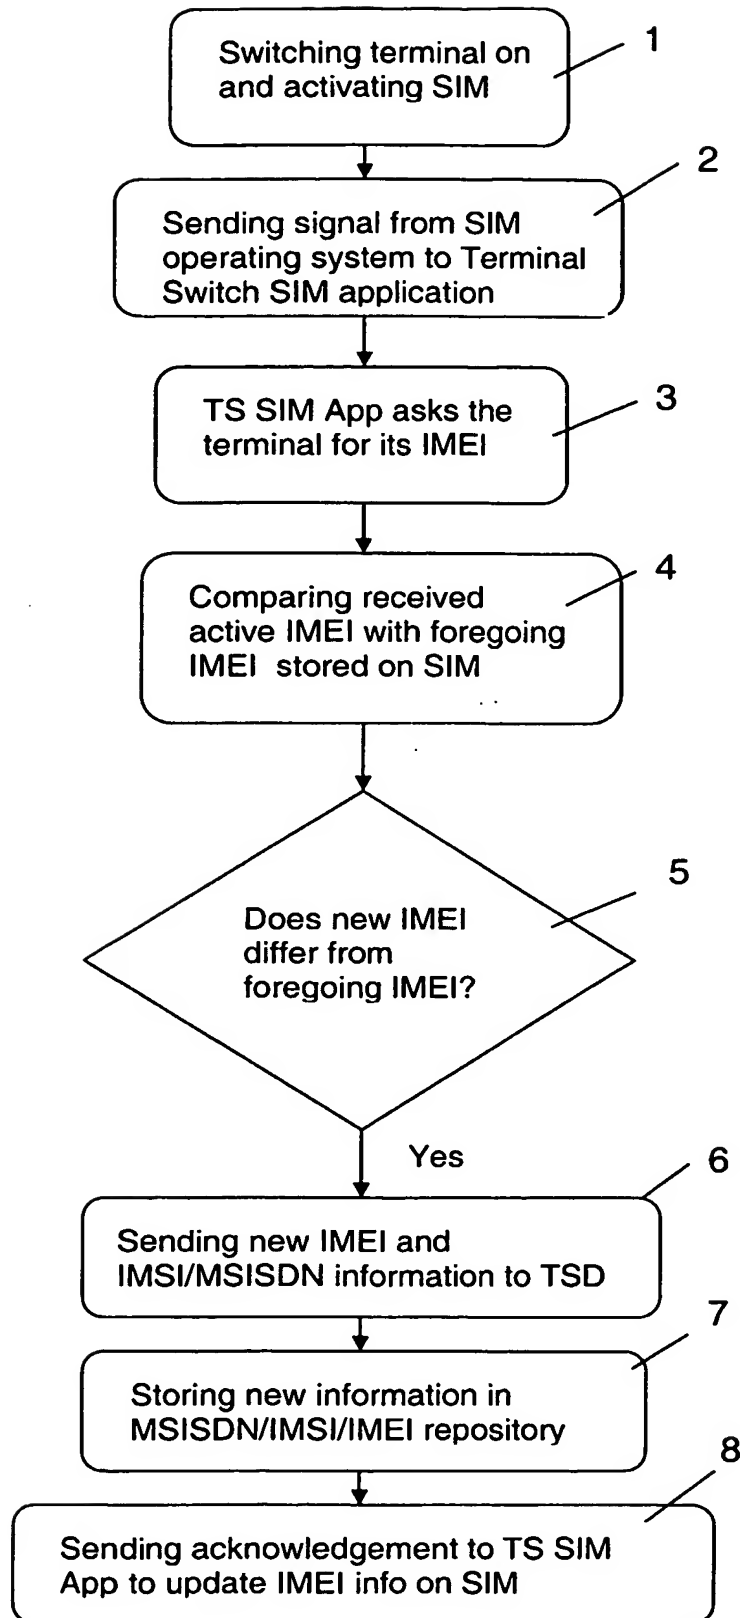 Switching terminal on
and activating SIM
1
Sending signal from SIM
operating system to Terminal
Switch SIM application
2
TS SIM App asks the
terminal for its IMEI
3
Comparing received
active IMEI with foregoing
IMEI stored on SIM
4
Does new IMEI
differ from
foregoing IMEI?
5
Yes
Sending new IMEI and
IMSI/MSISDN information to TSD
6
Storing new information in
MSISDN/IMSI/IMEI repository
7
Sending acknowledgement to TS SIM
App to update IMEI info on SIM
8